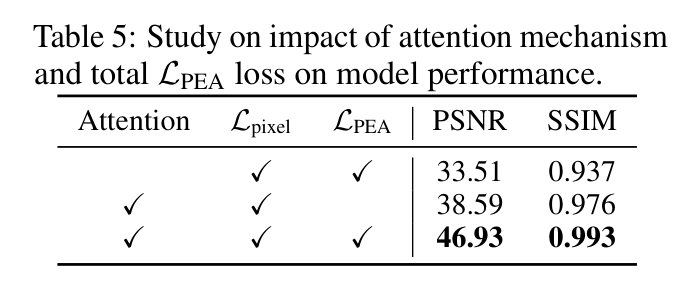 Table 5: Study on impact of attention mechanism
and total ℒPEA loss on model performance.
Attention ℒpixel ℒPEA PSNR SSIM
✓ ✓ 33.51 0.937
✓ ✓ 38.59 0.976
✓ ✓ ✓ 46.93 0.993